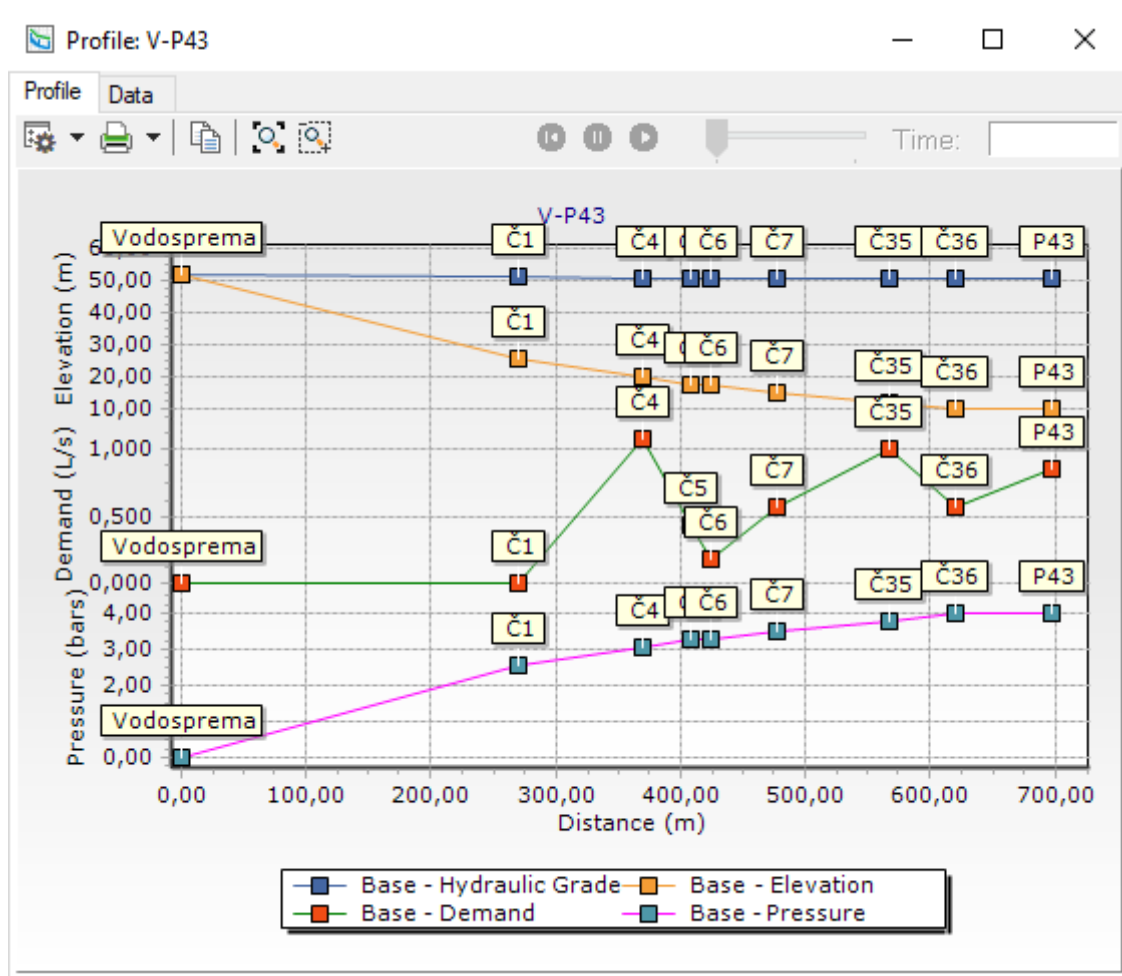 Profile: V-P43
Profile Data
Time:
V-P43
Vodosprema Č1 Č4 Č6 Č7 Č35 Č36 P43
50,00
40,00
Č1
30,00
Č4 Č6 Č7
20,00
Č35 Č36 P43
10,00
Elevation (m)
Č4 Č35
P43
1,000
Č7 Č36
Č5
0,500
Č6
Vodosprema Č1
0,000
Demand (L/s)
Č4 Č6 Č7 Č35 Č36 P43
4,00
Č1
3,00
2,00
Vodosprema
0,00
Pressure (bars)
0,00 100,00 200,00 300,00 400,00 500,00 600,00 700,00
Distance (m)
Base - Hydraulic Grade Base - Elevation
Base - Demand Base - Pressure